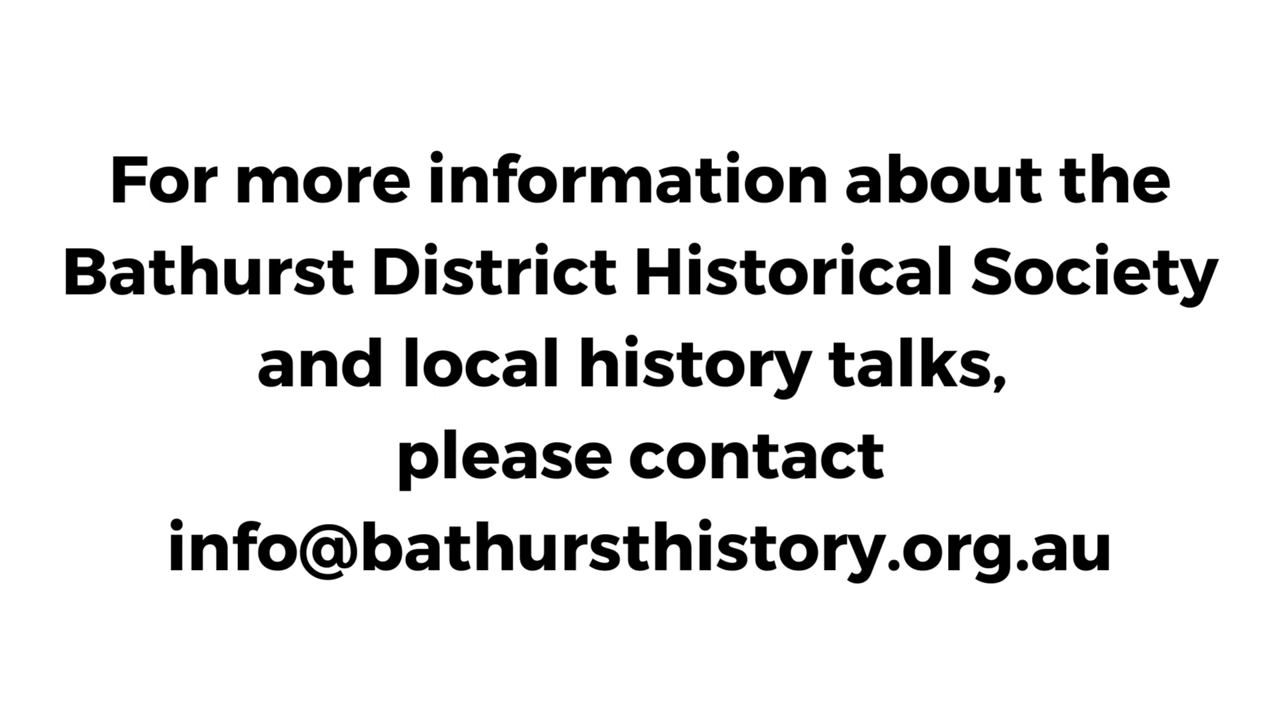 For more information about the
Bathurst District Historical Society
and local history talks,
please contact
info@bathursthistory.org.au